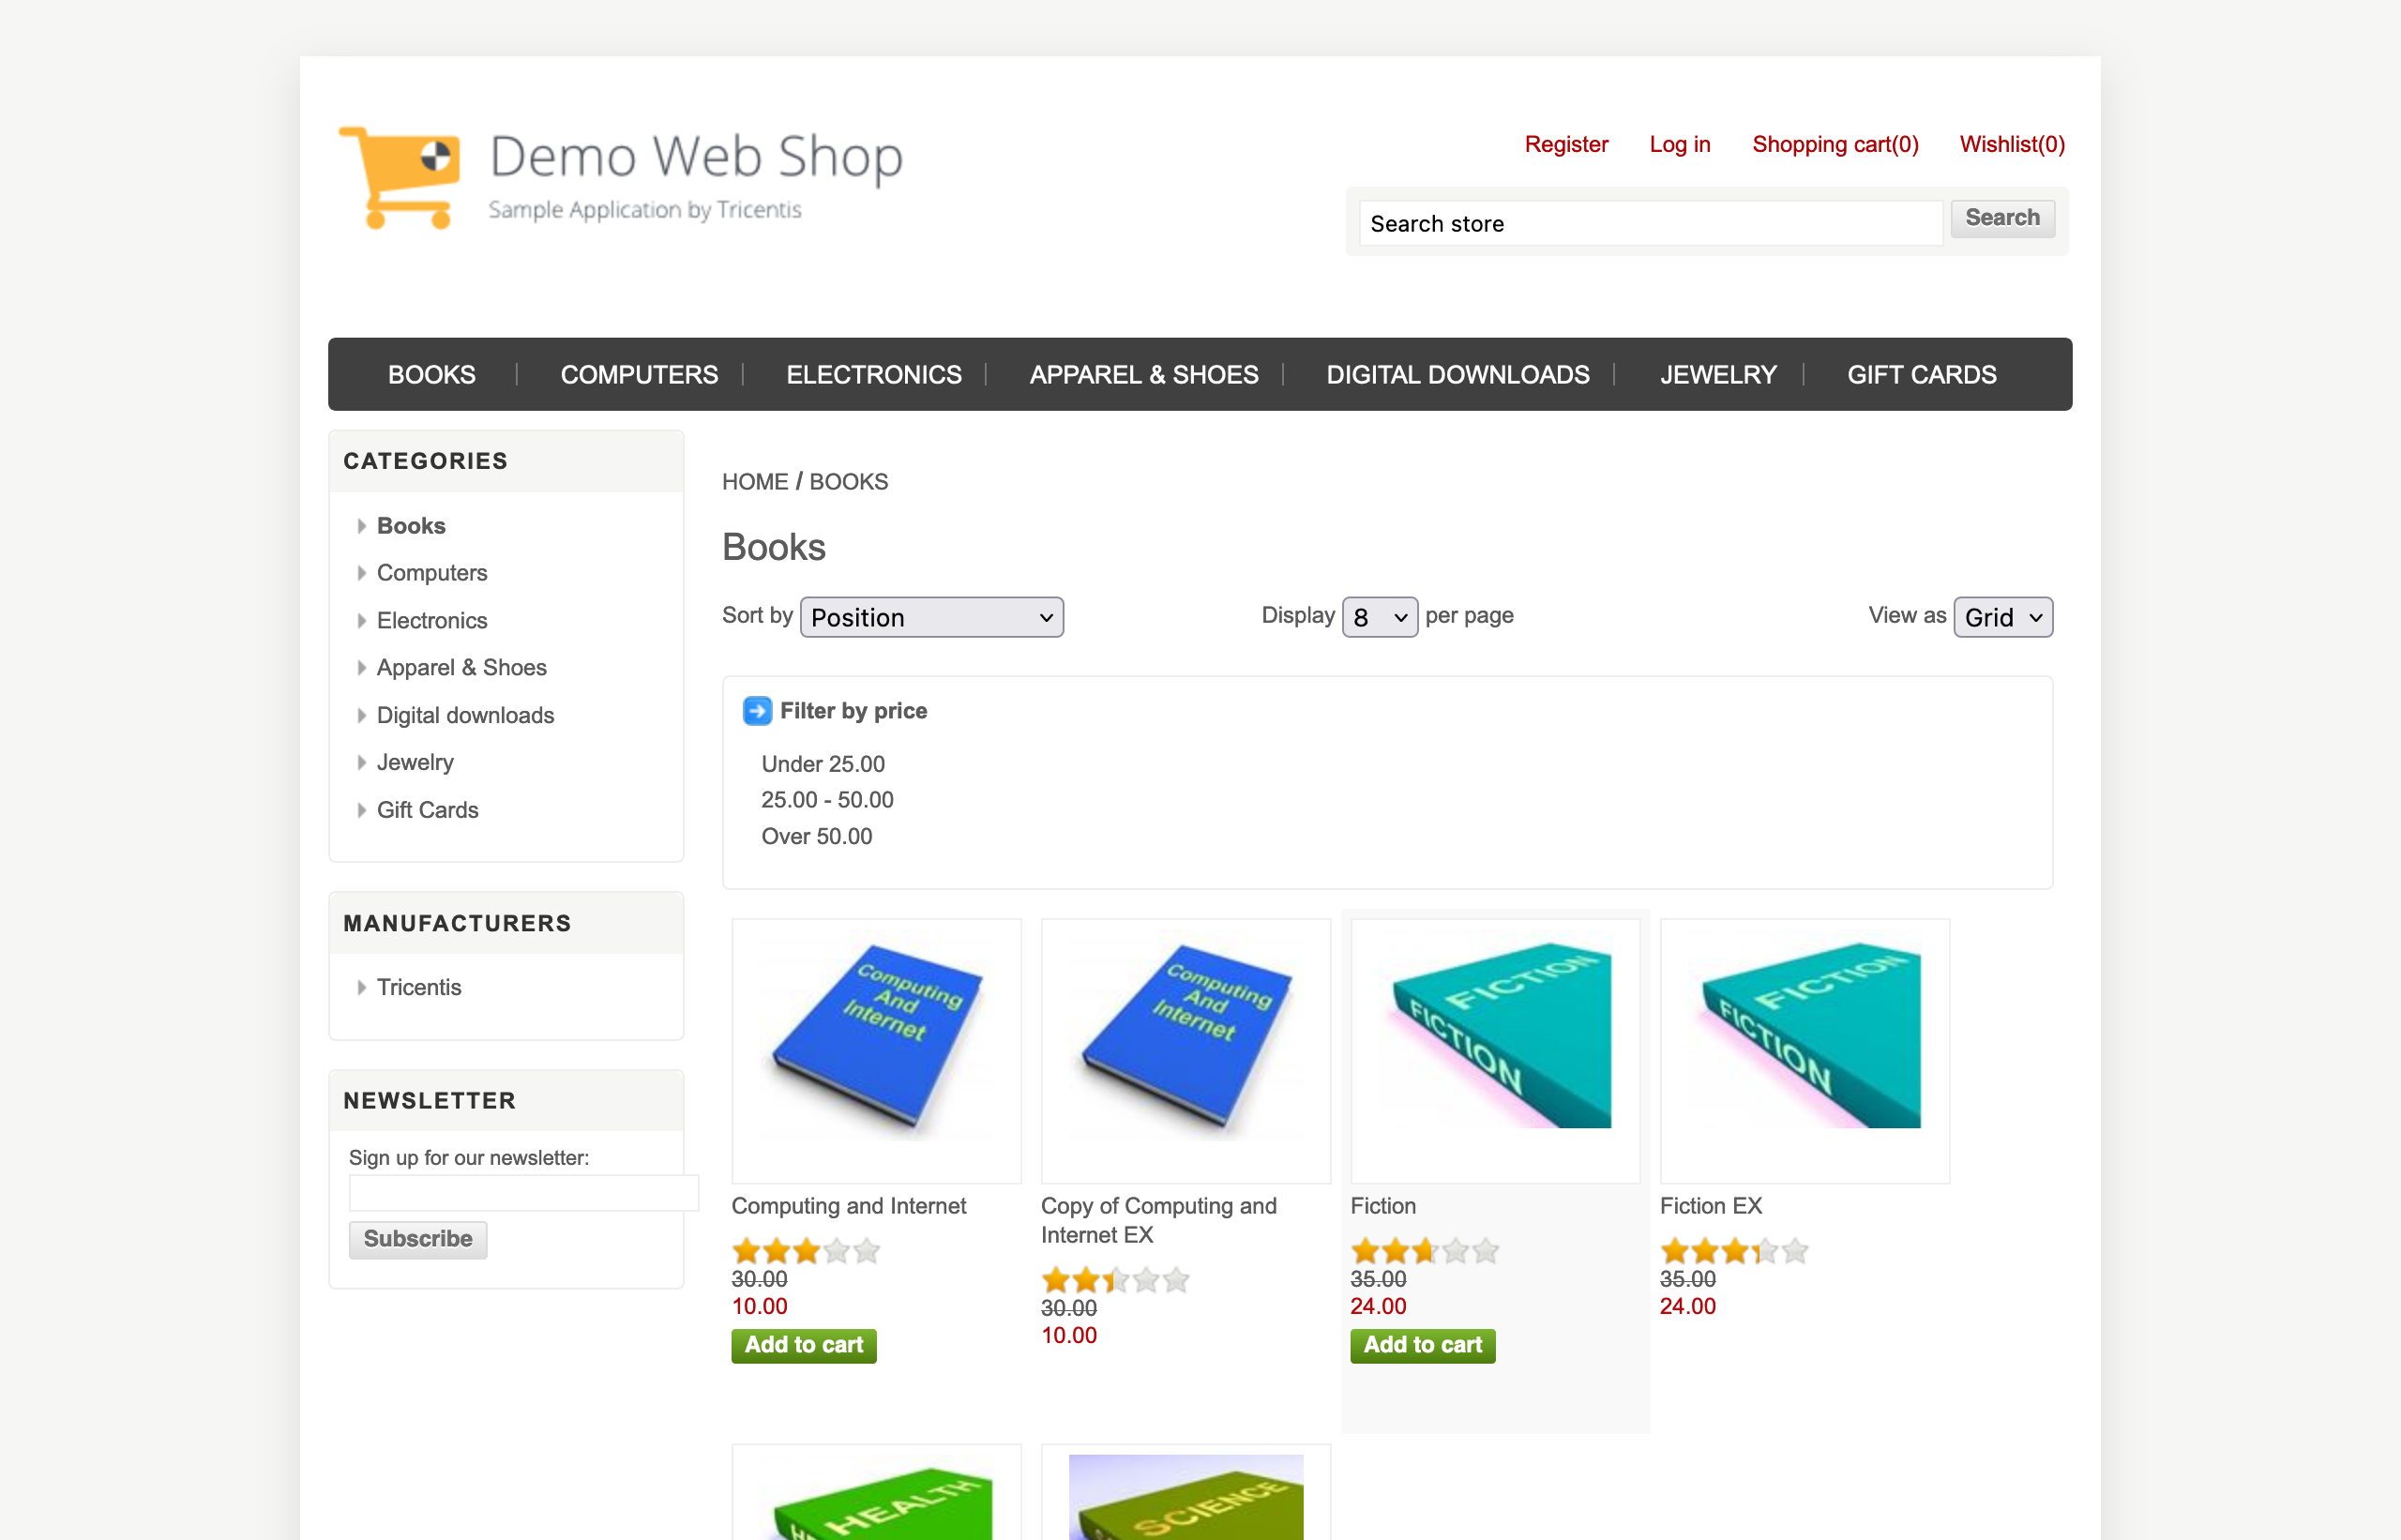 Demo Web Shop
Sample Application by Tricentis
Register Log in Shopping cart(0) Wishlist(0)
Search store Search
BOOKS COMPUTERS ELECTRONICS APPAREL & SHOES DIGITAL DOWNLOADS JEWELRY GIFT CARDS
CATEGORIES
Books
Computers
Electronics
Apparel & Shoes
Digital downloads
Jewelry
Gift Cards
MANUFACTURERS
Tricentis
NEWSLETTER
Sign up for our newsletter:
Subscribe
HOME / BOOKS
Books
Sort by Position Display 8 per page View as Grid
Filter by price
Under 25.00
25.00 - 50.00
Over 50.00
Computing
And
Internet
Computing and Internet
30.00
10.00
Add to cart
Computing
And
Internet
Copy of Computing and
Internet EX
30.00
10.00
FICTION
FICTION
Fiction
35.00
24.00
Add to cart
FICTION
FICTION
Fiction EX
35.00
24.00
HEALTH
SCIENCE